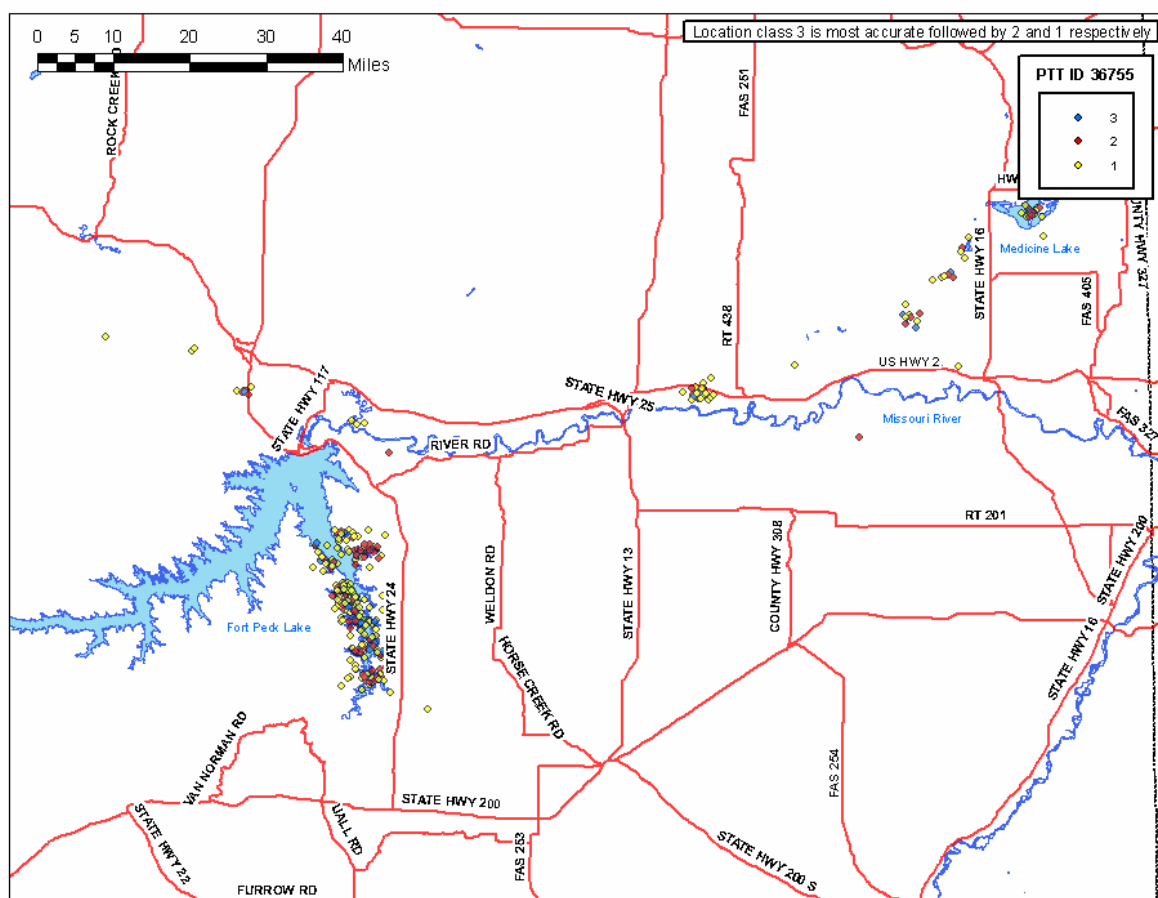 Location class 3 is most accurate followed by 2 and 1 respectively
0 5 10 20 30 40
Miles
PTT ID 36755
3
2
1
ROCK CREEK
FAS 251
HW
Medicine Lake
STATE HWY 16
FAS 405
RT 438
US HWY 2
STATE HWY 117
STATE HWY 25
Missouri River
FAS 327
RIVER RD
RT 201
WELDON RD
STATE HWY 13
COUNTY HWY 308
STATE HWY 200
Fort Peck Lake
STATE HWY 24
STATE HWY 16
HORSE CREEK RD
VAN NORMAN RD
FAS 254
STATE HWY 200
STATE HWY 22
FAS 253
STATE HWY 200 S
FURROW RD